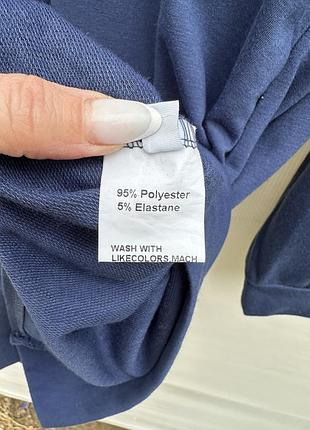 95% Polyester
5% Elastane
WASH WITH
LIKECOLORS.MACH